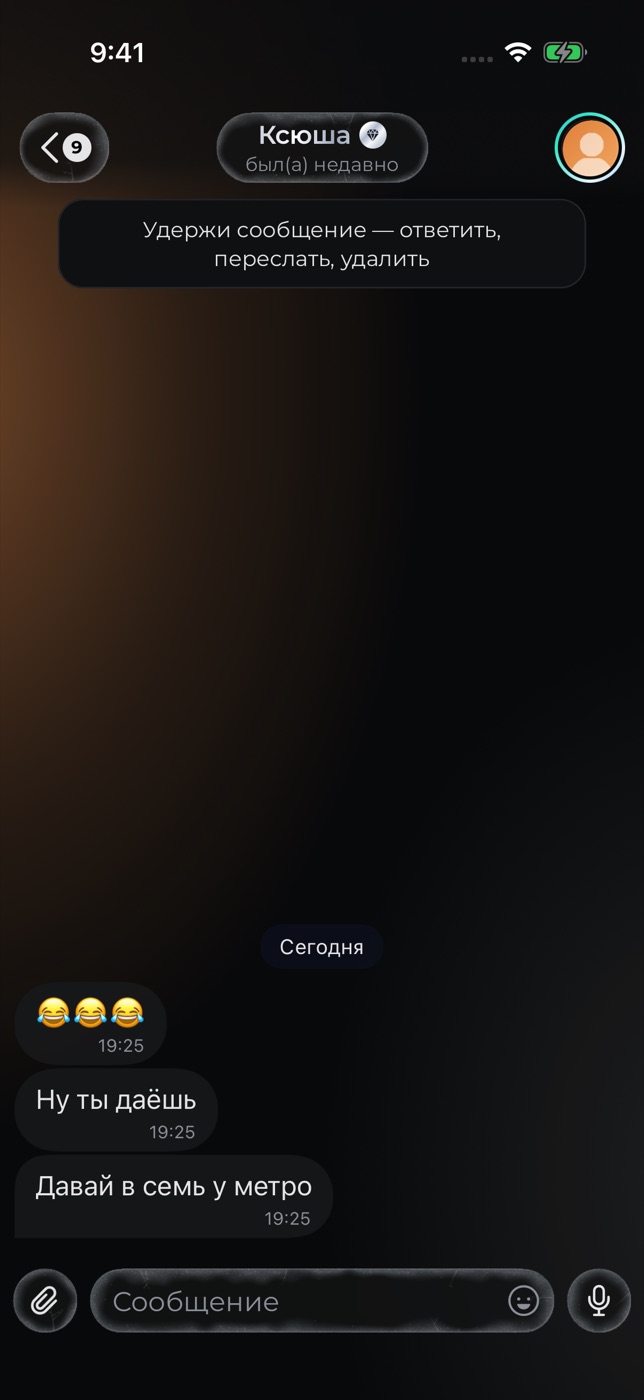 9:41
9
Ксюша
был(а) недавно
Удержи сообщение — ответить,
переслать, удалить
Сегодня
😂😂😂
19:25
Ну ты даёшь
19:25
Давай в семь у метро
19:25
Сообщение